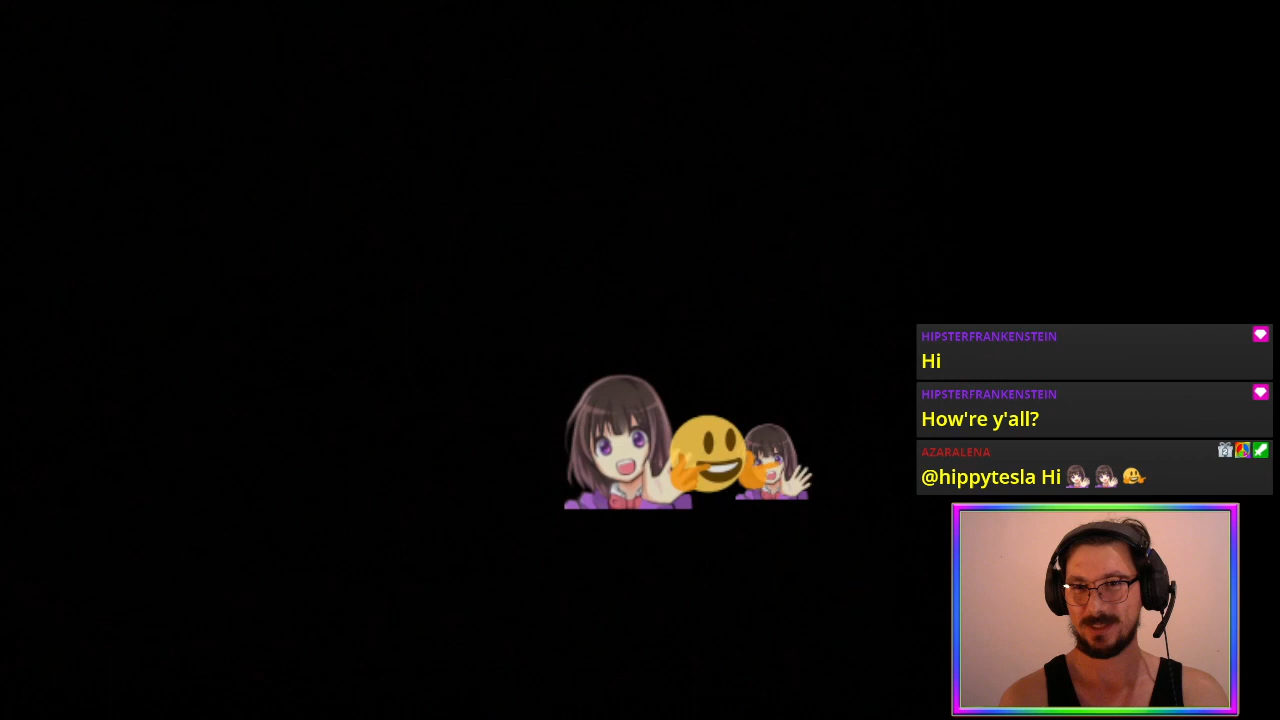 HIPSTERFRANKENSTEIN
Hi
HIPSTERFRANKENSTEIN
How're y'all?
AZARALENA
@hippytesla Hi